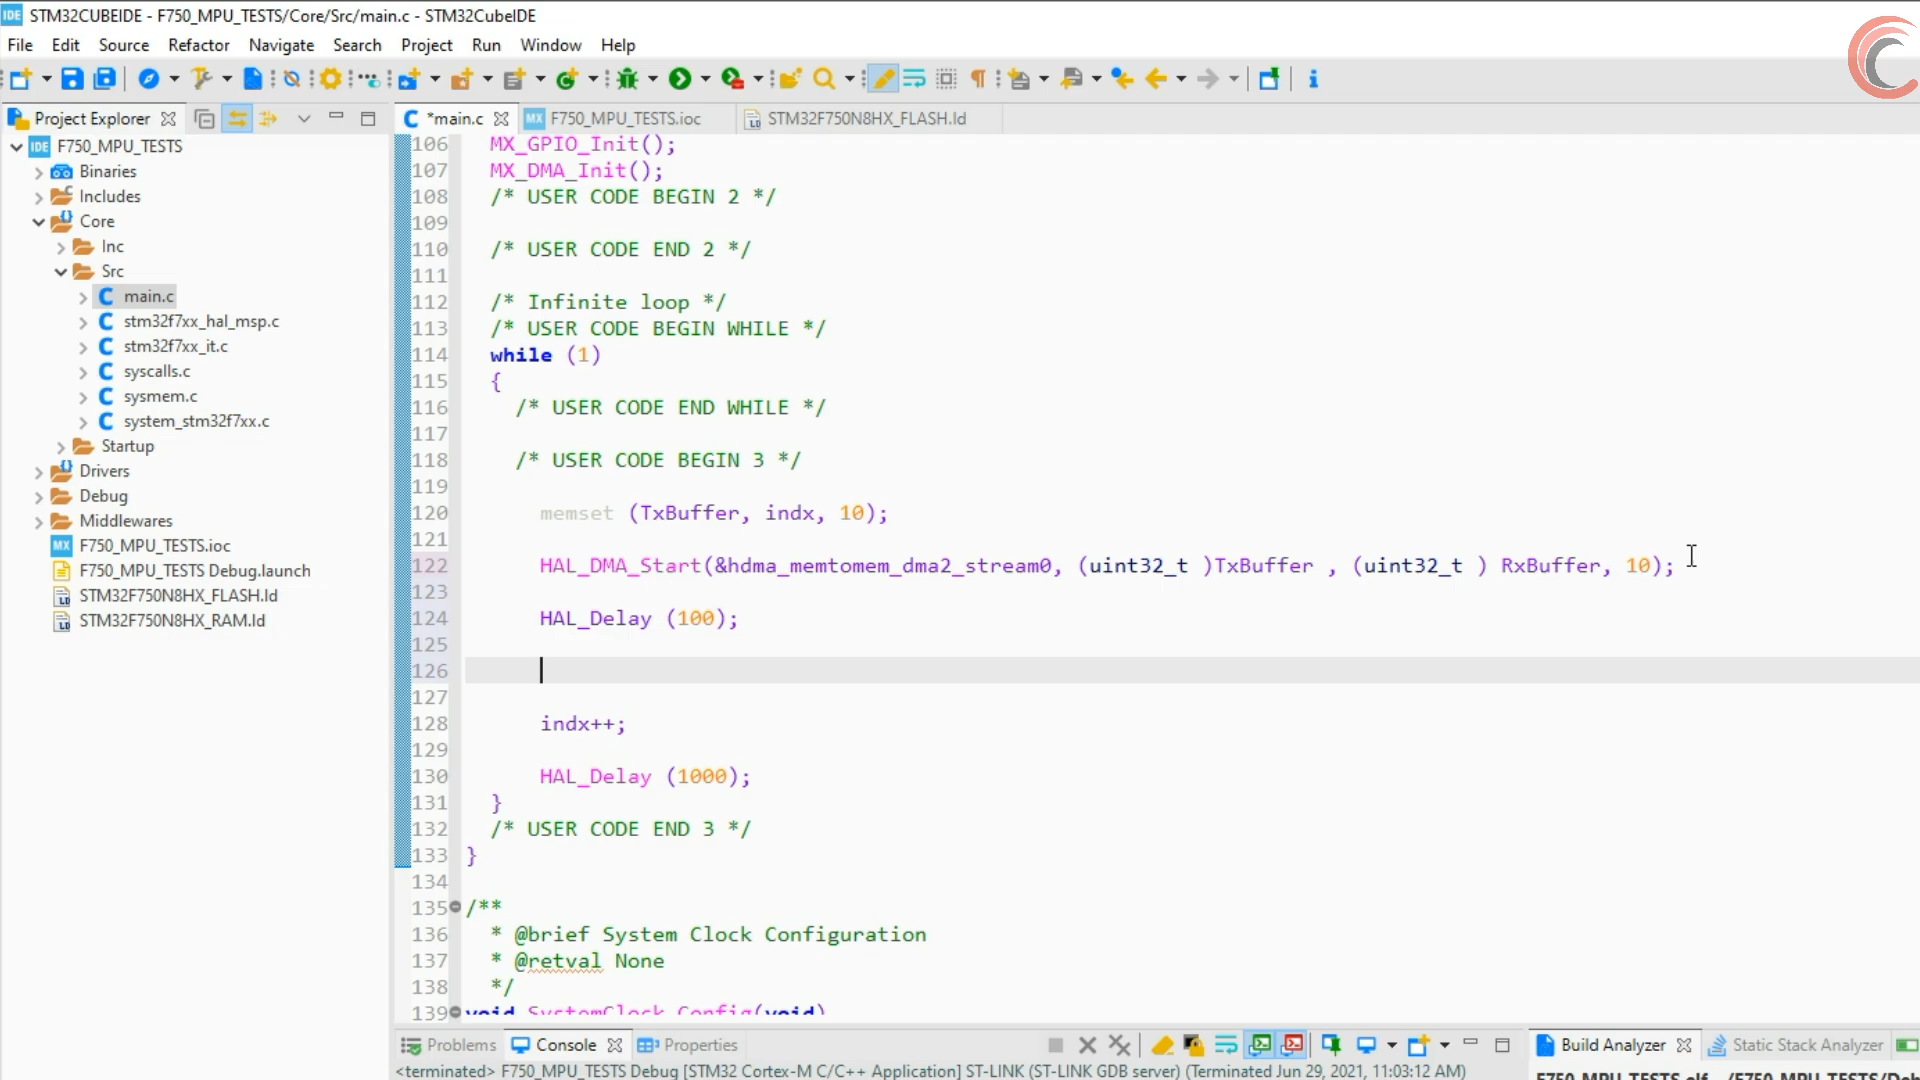 STM32CUBEIDE - F750_MPU_TESTS/Core/Src/main.c - STM32CubeIDE
File Edit Source Refactor Navigate Search Project Run Window Help
Project Explorer
*main.c
F750_MPU_TESTS.ioc
STM32F750N8HX_FLASH.ld
F750_MPU_TESTS
Binaries
Includes
Core
Inc
Src
main.c
stm32f7xx_hal_msp.c
stm32f7xx_it.c
syscalls.c
sysmem.c
system_stm32f7xx.c
Startup
Drivers
Debug
Middlewares
F750_MPU_TESTS.ioc
F750_MPU_TESTS Debug.launch
STM32F750N8HX_FLASH.ld
STM32F750N8HX_RAM.ld
106 MX_GPIO_Init();
107 MX_DMA_Init();
108 /* USER CODE BEGIN 2 */
109
110 /* USER CODE END 2 */
111
112 /* Infinite loop */
113 /* USER CODE BEGIN WHILE */
114 while (1)
115 {
116 /* USER CODE END WHILE */
117
118 /* USER CODE BEGIN 3 */
119
120 memset (TxBuffer, indx, 10);
121
122 HAL_DMA_Start(&hdma_memtomem_dma2_stream0, (uint32_t )TxBuffer , (uint32_t ) RxBuffer, 10);
123
124 HAL_Delay (100);
125
126
127
128 indx++;
129
130 HAL_Delay (1000);
131 }
132 /* USER CODE END 3 */
133 }
134
135 /**
136 * @brief System Clock Configuration
137 * @retval None
138 */
139 void SystemClock_Config(void)
Problems Console Properties
Build Analyzer Static Stack Analyzer
<terminated> F750_MPU_TESTS Debug [STM32 Cortex-M C/C++ Application] ST-LINK (ST-LINK GDB server) (Terminated Jun 29, 2021, 11:03:12 AM)